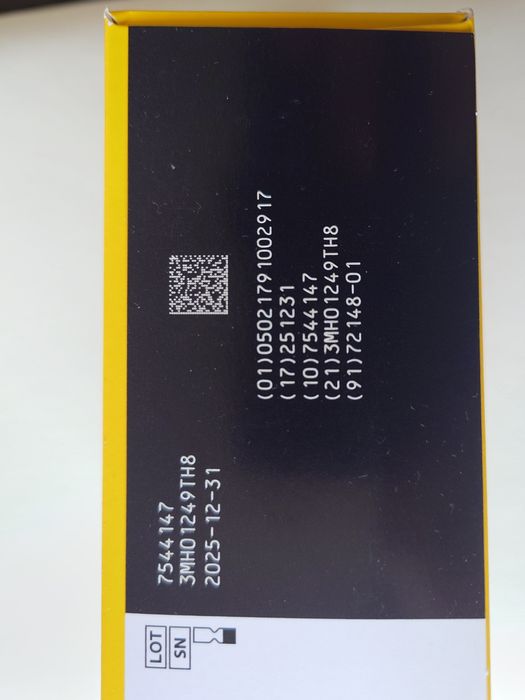 LOT 7544147
SN 3MH01249TH8
2025-12-31
(01)05021791002917
(17)251231
(10)7544147
(21)3MH01249TH8
(91)72148-01